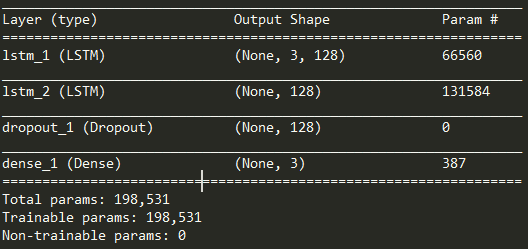 Layer (type) Output Shape Param #
=================================================================
lstm_1 (LSTM) (None, 3, 128) 66560
_________________________________________________________________
lstm_2 (LSTM) (None, 128) 131584
_________________________________________________________________
dropout_1 (Dropout) (None, 128) 0
_________________________________________________________________
dense_1 (Dense) (None, 3) 387
=================================================================
Total params: 198,531
Trainable params: 198,531
Non-trainable params: 0